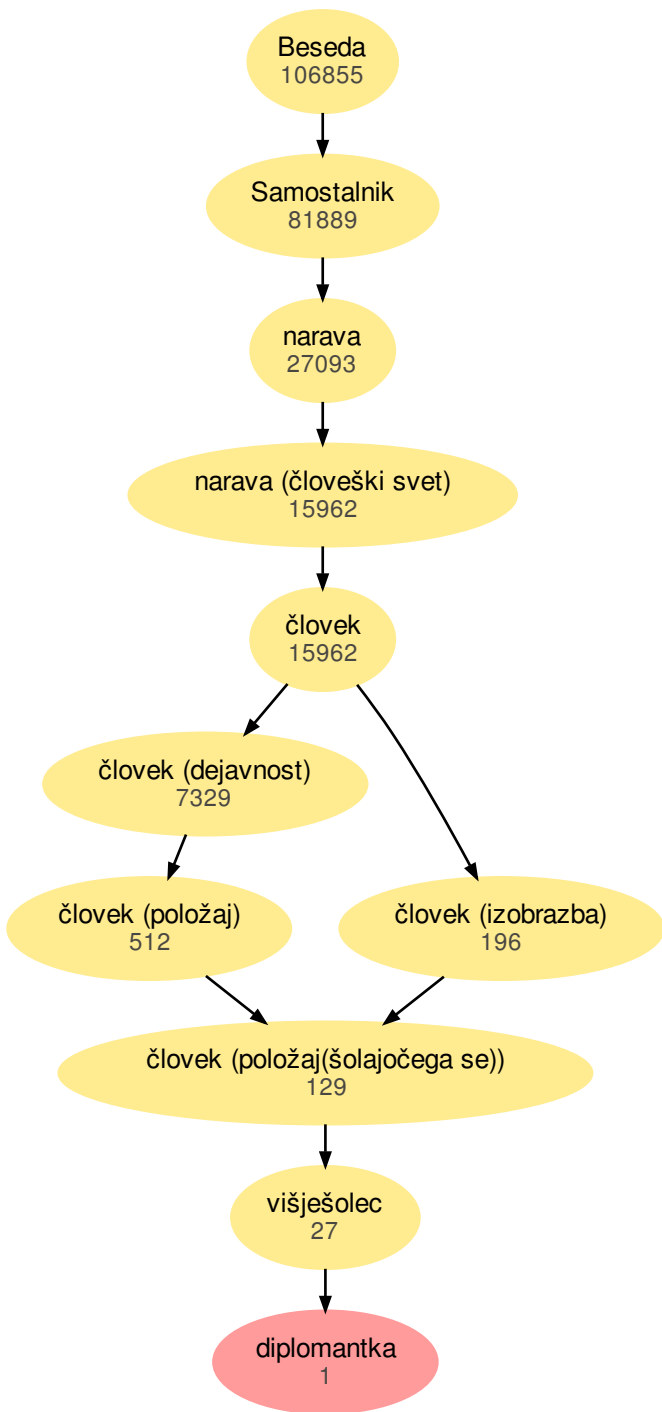 Beseda
106855
Samostalnik
81889
narava
27093
narava (človeški svet)
15962
človek
15962
človek (dejavnost)
7329
človek (položaj)
512
človek (izobrazba)
196
človek (položaj(šolajočega se))
129
višješolec
27
diplomantka
1